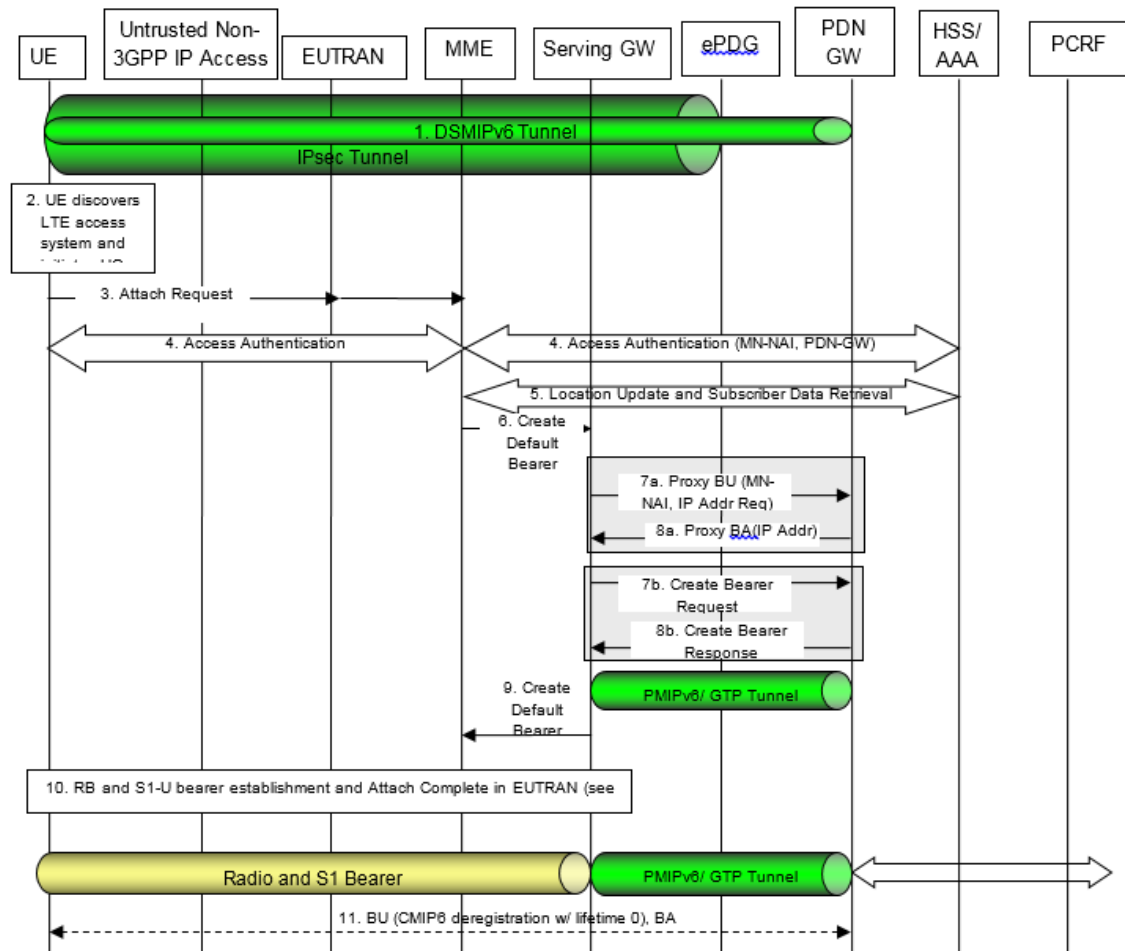 UE
Untrusted Non-
3GPP IP Access
EUTRAN
MME
Serving GW
ePDG
PDN
GW
HSS/
AAA
PCRF
1. DSMIPv6 Tunnel
IPsec Tunnel
2. UE discovers
LTE access
system and
3. Attach Request
4. Access Authentication
4. Access Authentication (MN-NAI, PDN-GW)
5. Location Update and Subscriber Data Retrieval
6. Create
Default
Bearer
7a. Proxy BU (MN-
NAI, IP Addr Req)
8a. Proxy BA(IP Addr)
7b. Create Bearer
Request
8b. Create Bearer
Response
PMIPv6/ GTP Tunnel
9. Create
Default
Bearer
10. RB and S1-U bearer establishment and Attach Complete in EUTRAN (see
Radio and S1 Bearer
PMIPv6/ GTP Tunnel
11. BU (CMIP6 deregistration w/ lifetime 0), BA